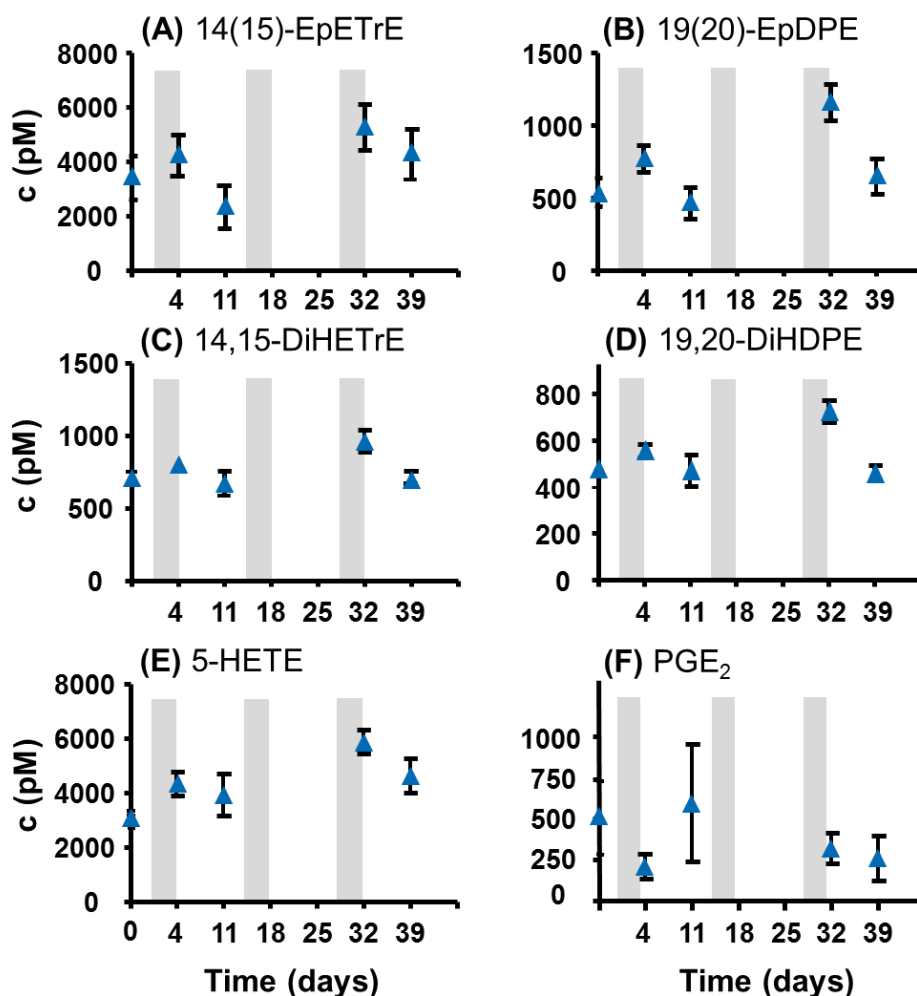 (A) 14(15)-EpETrE
8000
6000
4000
2000
0
c (pM)
4 11 18 25 32 39
(B) 19(20)-EpDPE
1500
1000
500
0
4 11 18 25 32 39
(C) 14,15-DiHETrE
1500
1000
500
0
c (pM)
4 11 18 25 32 39
(D) 19,20-DiHDPE
800
600
400
200
0
4 11 18 25 32 39
(E) 5-HETE
8000
6000
4000
2000
0
c (pM)
0 4 11 18 25 32 39
Time (days)
(F) PGE₂
1000
750
500
250
0
4 11 18 25 32 39
Time (days)